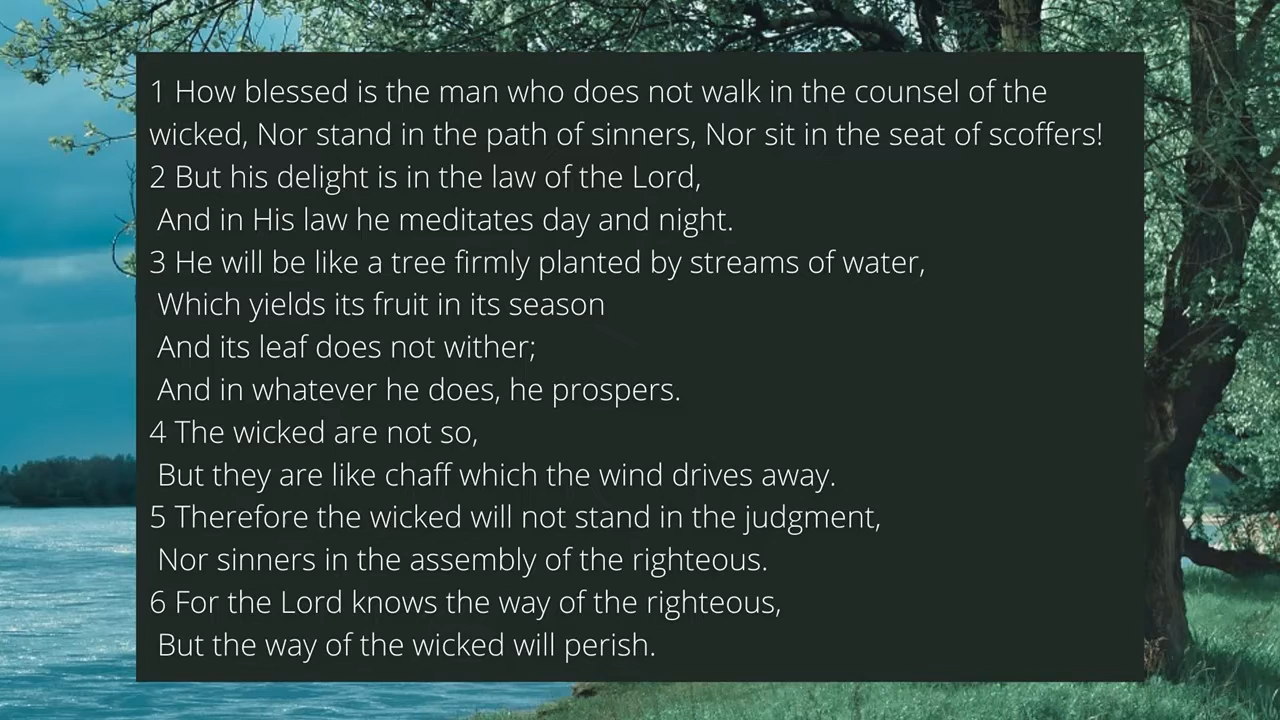 1 How blessed is the man who does not walk in the counsel of the
wicked, Nor stand in the path of sinners, Nor sit in the seat of scoffers!
2 But his delight is in the law of the Lord,
And in His law he meditates day and night.
3 He will be like a tree firmly planted by streams of water,
Which yields its fruit in its season
And its leaf does not wither;
And in whatever he does, he prospers.
4 The wicked are not so,
But they are like chaff which the wind drives away.
5 Therefore the wicked will not stand in the judgment,
Nor sinners in the assembly of the righteous.
6 For the Lord knows the way of the righteous,
But the way of the wicked will perish.